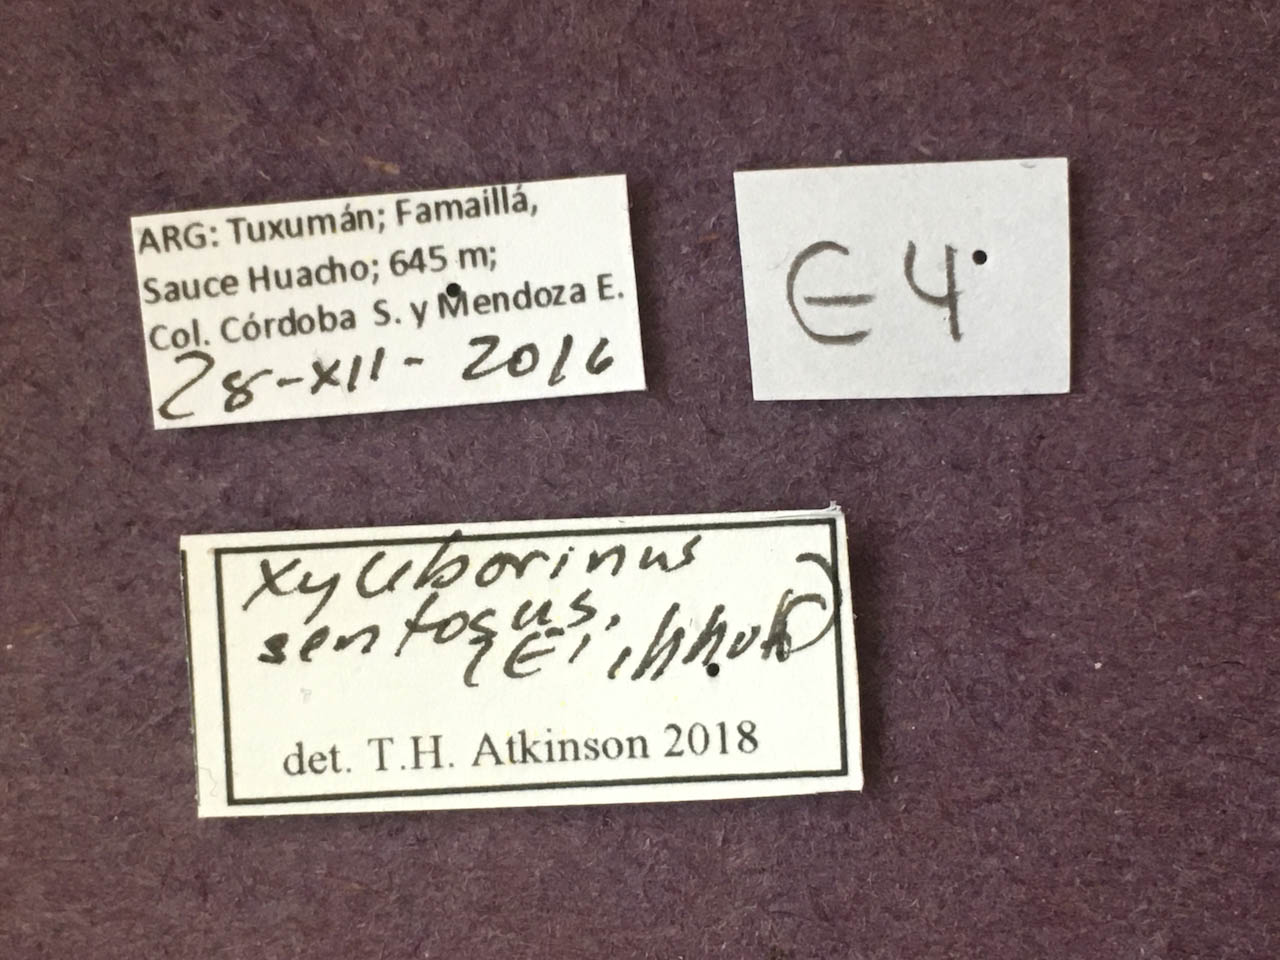 ARG: Tuxumán; Famaillá,
Sauce Huacho; 645 m;
Col. Córdoba S. y Mendoza E.
28-XII-2016
E4
Xyleborinus
sentosus
(Eichhoff)
det. T.H. Atkinson 2018